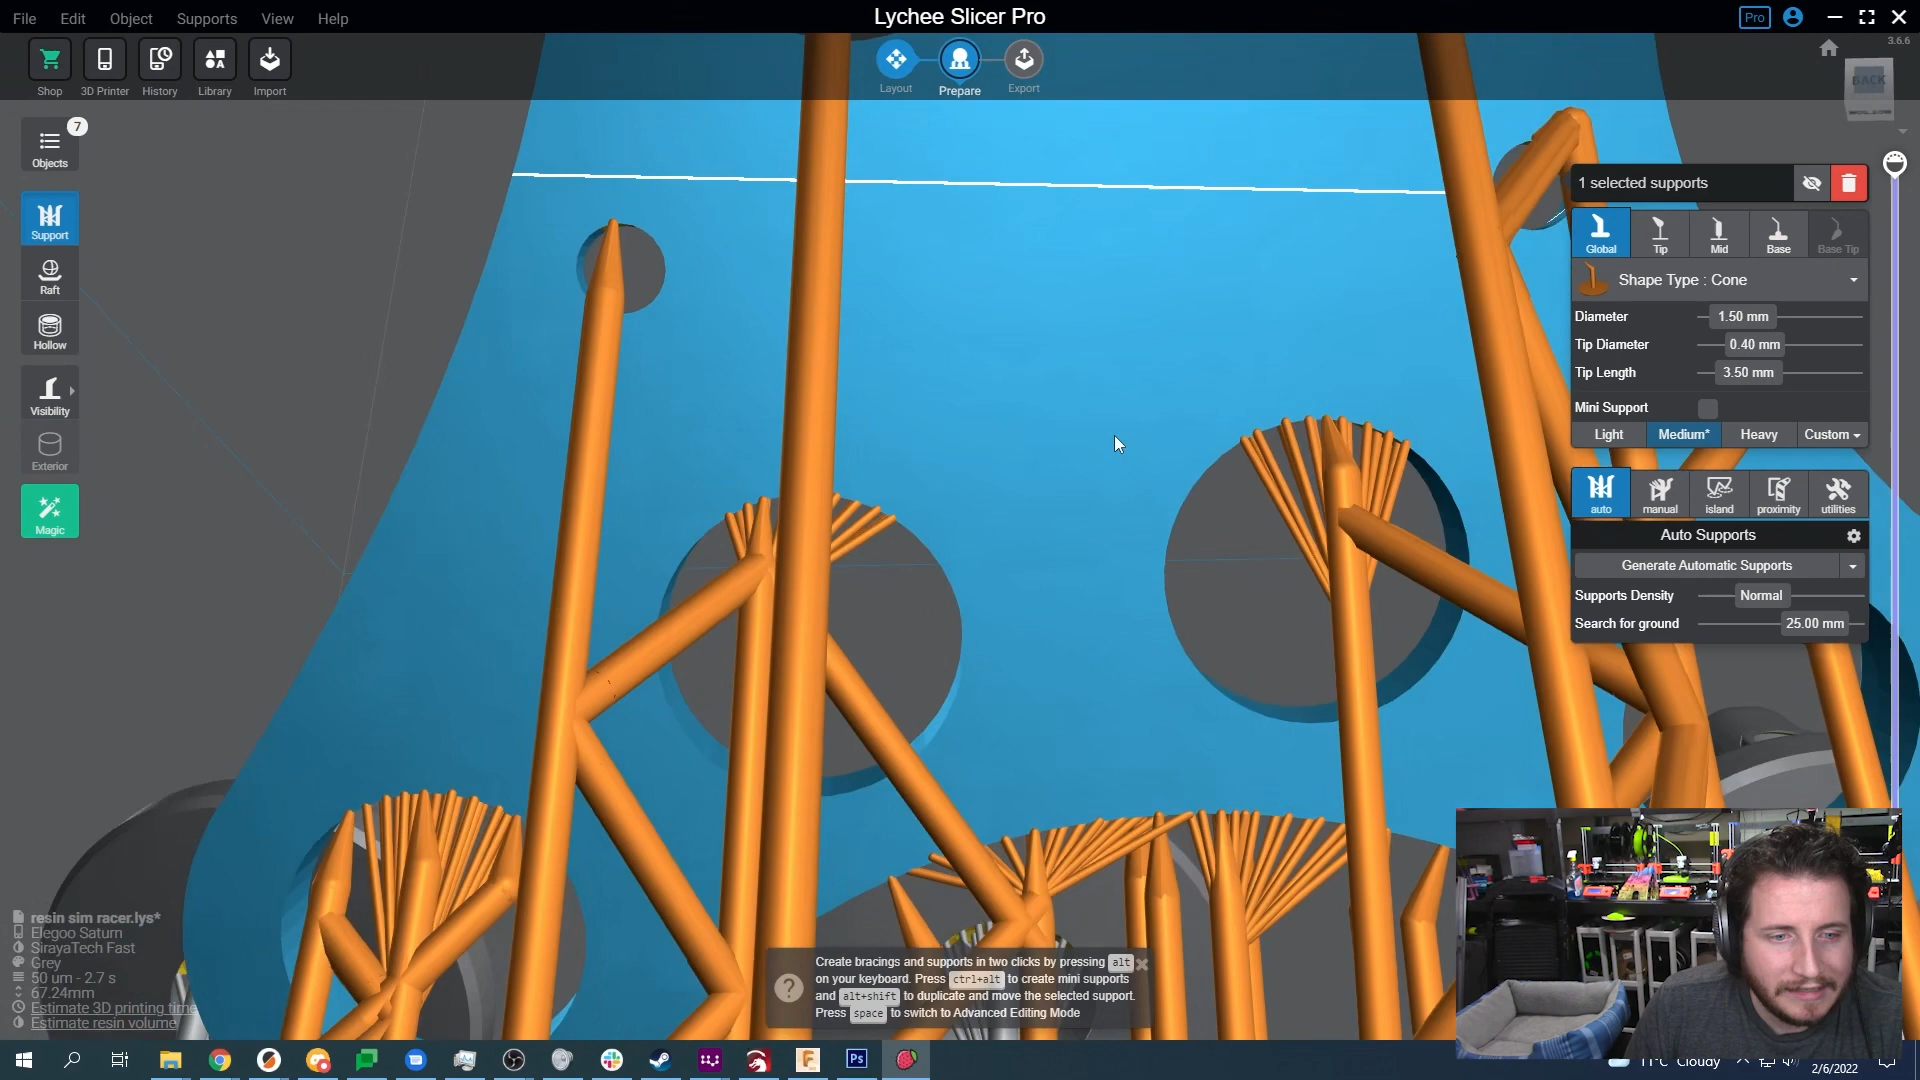 File Edit Object Supports View Help
Lychee Slicer Pro
Pro
3.6.6
Shop 3D Printer History Library Import
Layout Prepare Export
BACK
7
Objects
Support
Raft
Hollow
Visibility
Exterior
Magic
1 selected supports
Global Tip Mid Base Base Tip
Shape Type : Cone
Diameter 1.50 mm
Tip Diameter 0.40 mm
Tip Length 3.50 mm
Mini Support
Light Medium* Heavy Custom
auto manual island proximity utilities
Auto Supports
Generate Automatic Supports
Supports Density Normal
Search for ground 25.00 mm
resin sim racer.lys*
Elegoo Saturn
SirayaTech Fast
Grey
50 um - 2.7 s
67.24mm
Estimate 3D printing time
Estimate resin volume
Create bracings and supports in two clicks by pressing alt
on your keyboard. Press ctrl+alt to create mini supports
and alt+shift to duplicate and move the selected support.
Press space to switch to Advanced Editing Mode
Ps
11°C Cloudy
2/6/2022